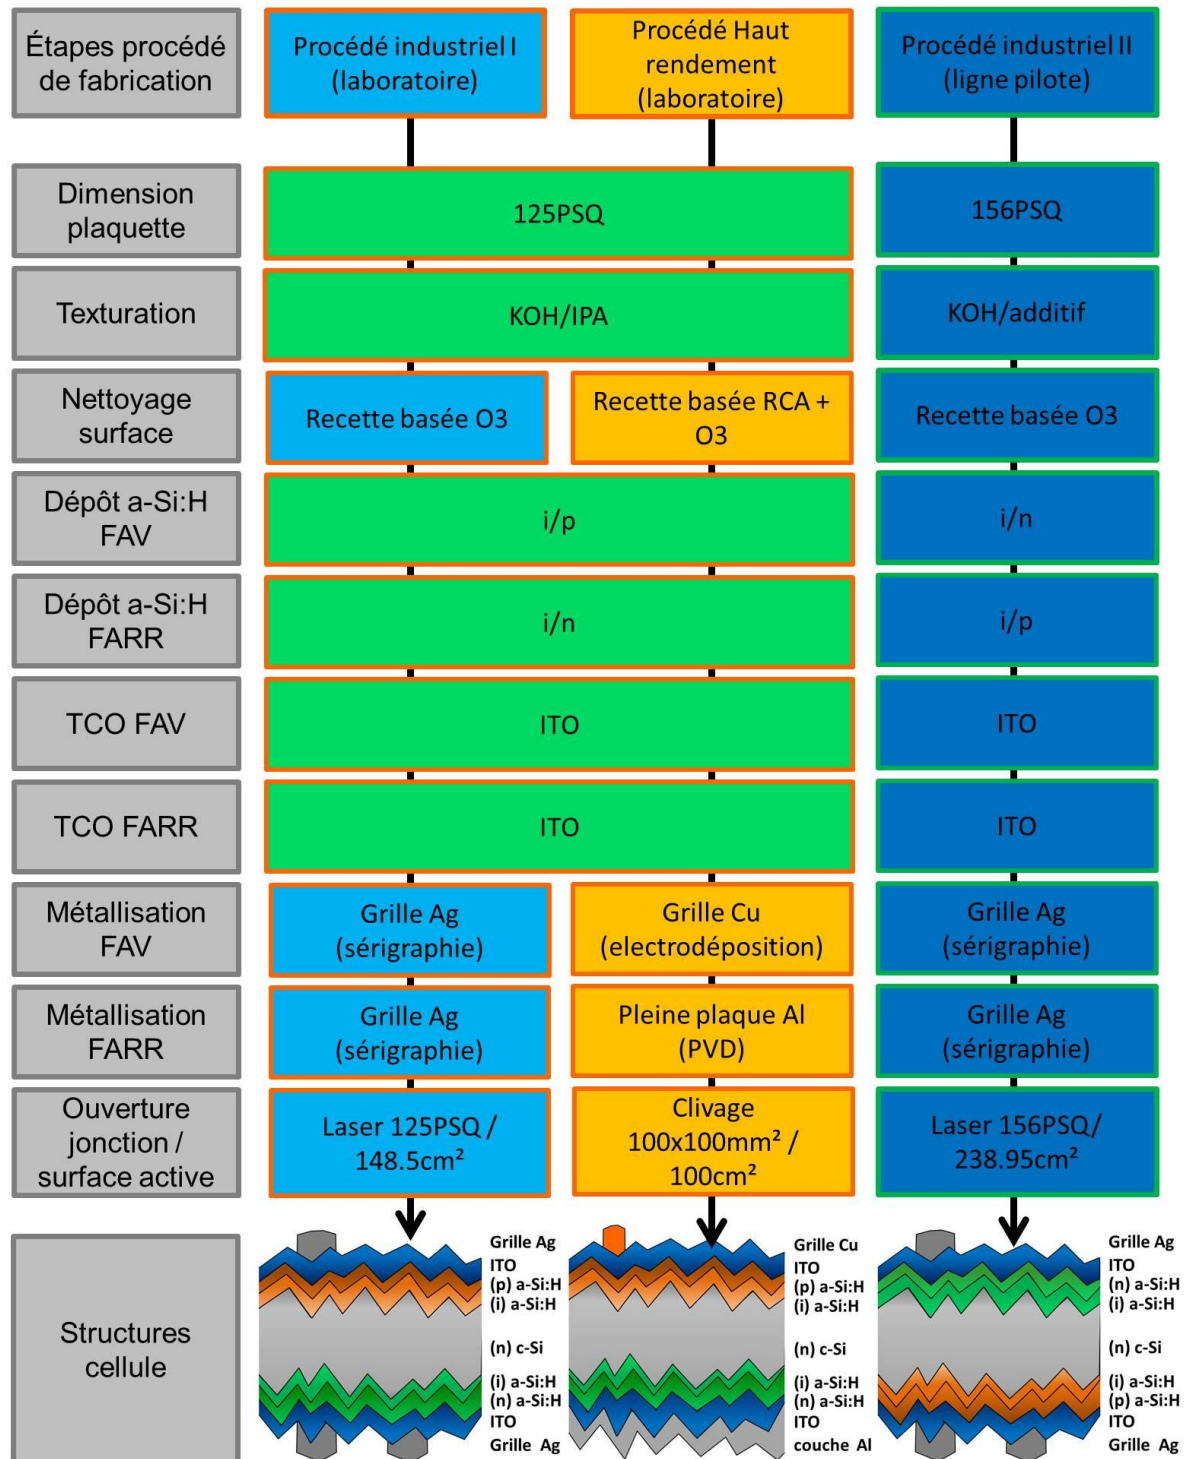 Étapes procédé
de fabrication
Procédé industriel I
(laboratoire)
Procédé Haut
rendement
(laboratoire)
Procédé industriel II
(ligne pilote)
Dimension
plaquette
125PSQ
156PSQ
Texturation
KOH/IPA
KOH/additif
Nettoyage
surface
Recette basée O3
Recette basée RCA +
O3
Recette basée O3
Dépôt a-Si:H
FAV
i/p
i/n
Dépôt a-Si:H
FARR
i/n
i/p
TCO FAV
ITO
ITO
TCO FARR
ITO
ITO
Métallisation
FAV
Grille Ag
(sérigraphie)
Grille Cu
(electrodéposition)
Grille Ag
(sérigraphie)
Métallisation
FARR
Grille Ag
(sérigraphie)
Pleine plaque Al
(PVD)
Grille Ag
(sérigraphie)
Ouverture
jonction /
surface active
Laser 125PSQ /
148.5cm²
Clivage
100x100mm² /
100cm²
Laser 156PSQ/
238.95cm²
Structures
cellule
Grille Ag
ITO
(p) a-Si:H
(i) a-Si:H
(n) c-Si
(i) a-Si:H
(n) a-Si:H
ITO
Grille Ag
Grille Cu
ITO
(p) a-Si:H
(i) a-Si:H
(n) c-Si
(i) a-Si:H
(n) a-Si:H
ITO
couche Al
Grille Ag
ITO
(n) a-Si:H
(i) a-Si:H
(n) c-Si
(i) a-Si:H
(p) a-Si:H
ITO
Grille Ag